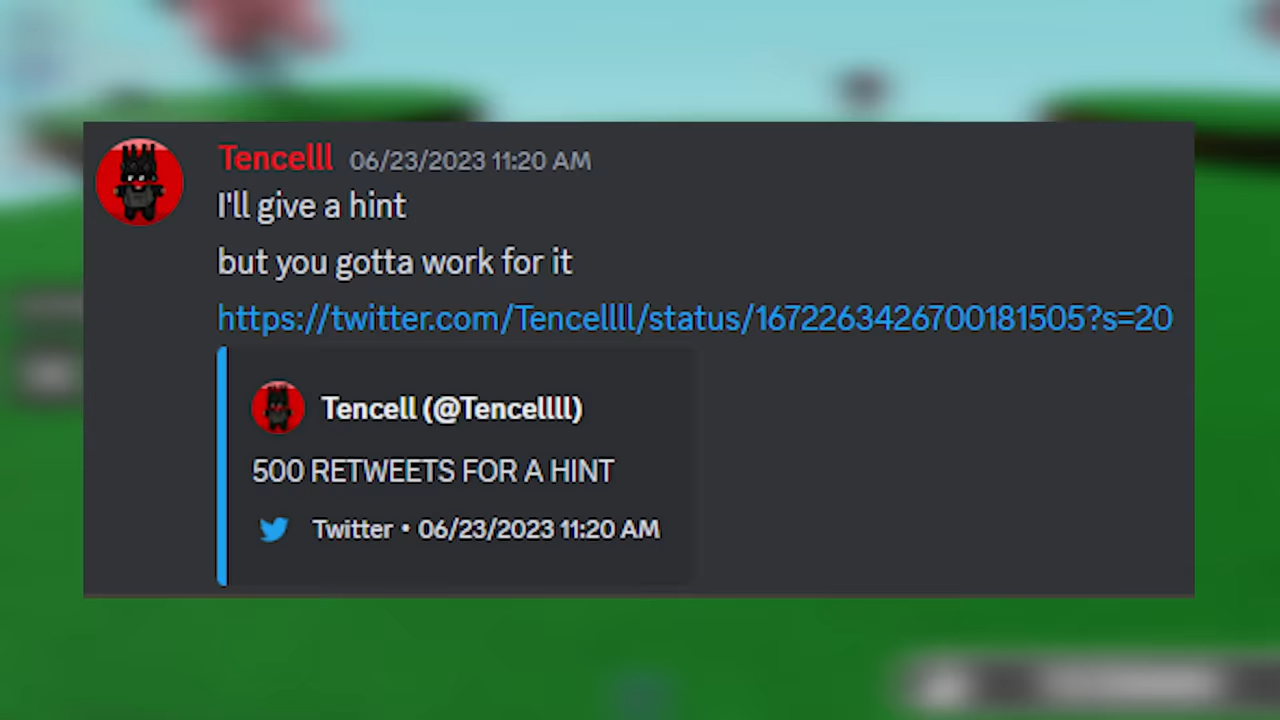 Tencelll 06/23/2023 11:20 AM
I'll give a hint
but you gotta work for it
https://twitter.com/Tencellll/status/1672263426700181505?s=20
Tencell (@Tencellll)
500 RETWEETS FOR A HINT
Twitter • 06/23/2023 11:20 AM